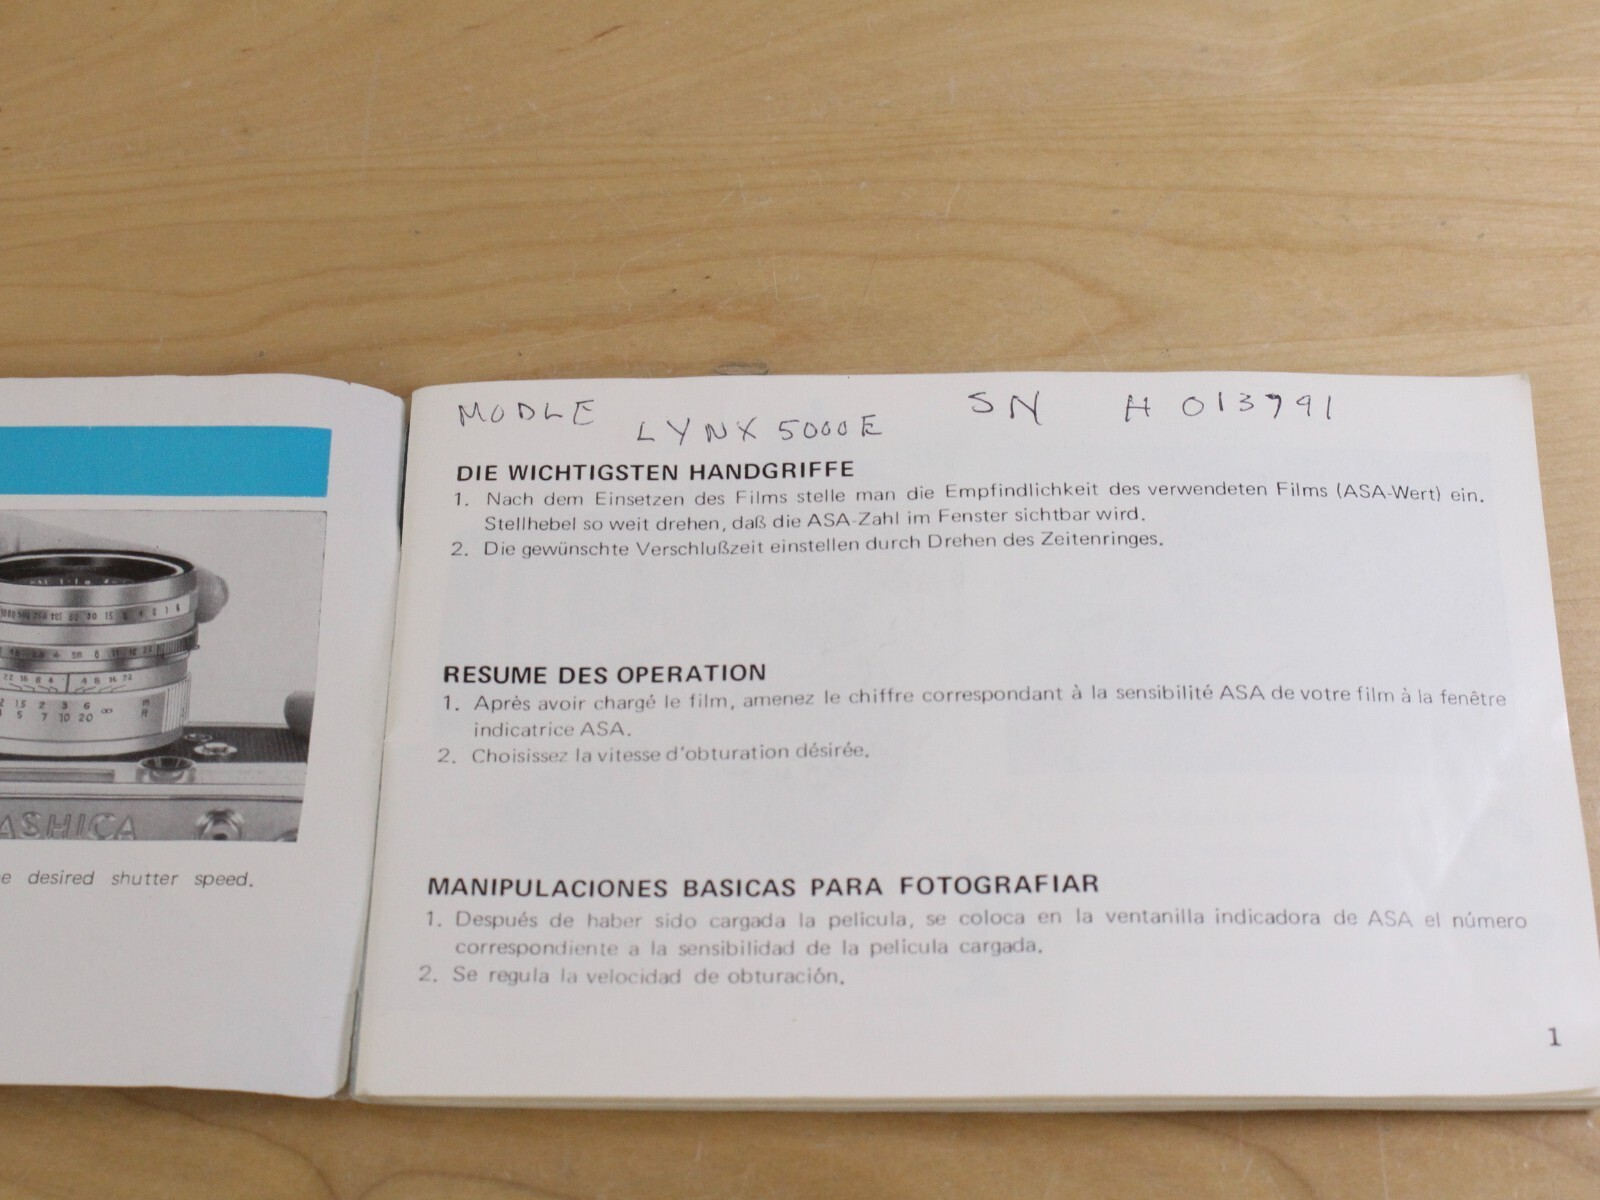 ASHICA
e desired shutter speed.
MODLE LYNX 5000E SN H 013791
DIE WICHTIGSTEN HANDGRIFFE
1. Nach dem Einsetzen des Films stelle man die Empfindlichkeit des verwendeten Films (ASA-Wert) ein.
Stellhebel so weit drehen, daß die ASA-Zahl im Fenster sichtbar wird.
2. Die gewünschte Verschlußzeit einstellen durch Drehen des Zeitenringes.
RESUME DES OPERATION
1. Après avoir chargé le film, amenez le chiffre correspondant à la sensibilité ASA de votre film à la fenêtre
indicatrice ASA.
2. Choisissez la vitesse d'obturation désirée.
MANIPULACIONES BASICAS PARA FOTOGRAFIAR
1. Después de haber sido cargada la pelicula, se coloca en la ventanilla indicadora de ASA el número
correspondiente a la sensibilidad de la pelicula cargada.
2. Se regula la velocidad de obturación.
1